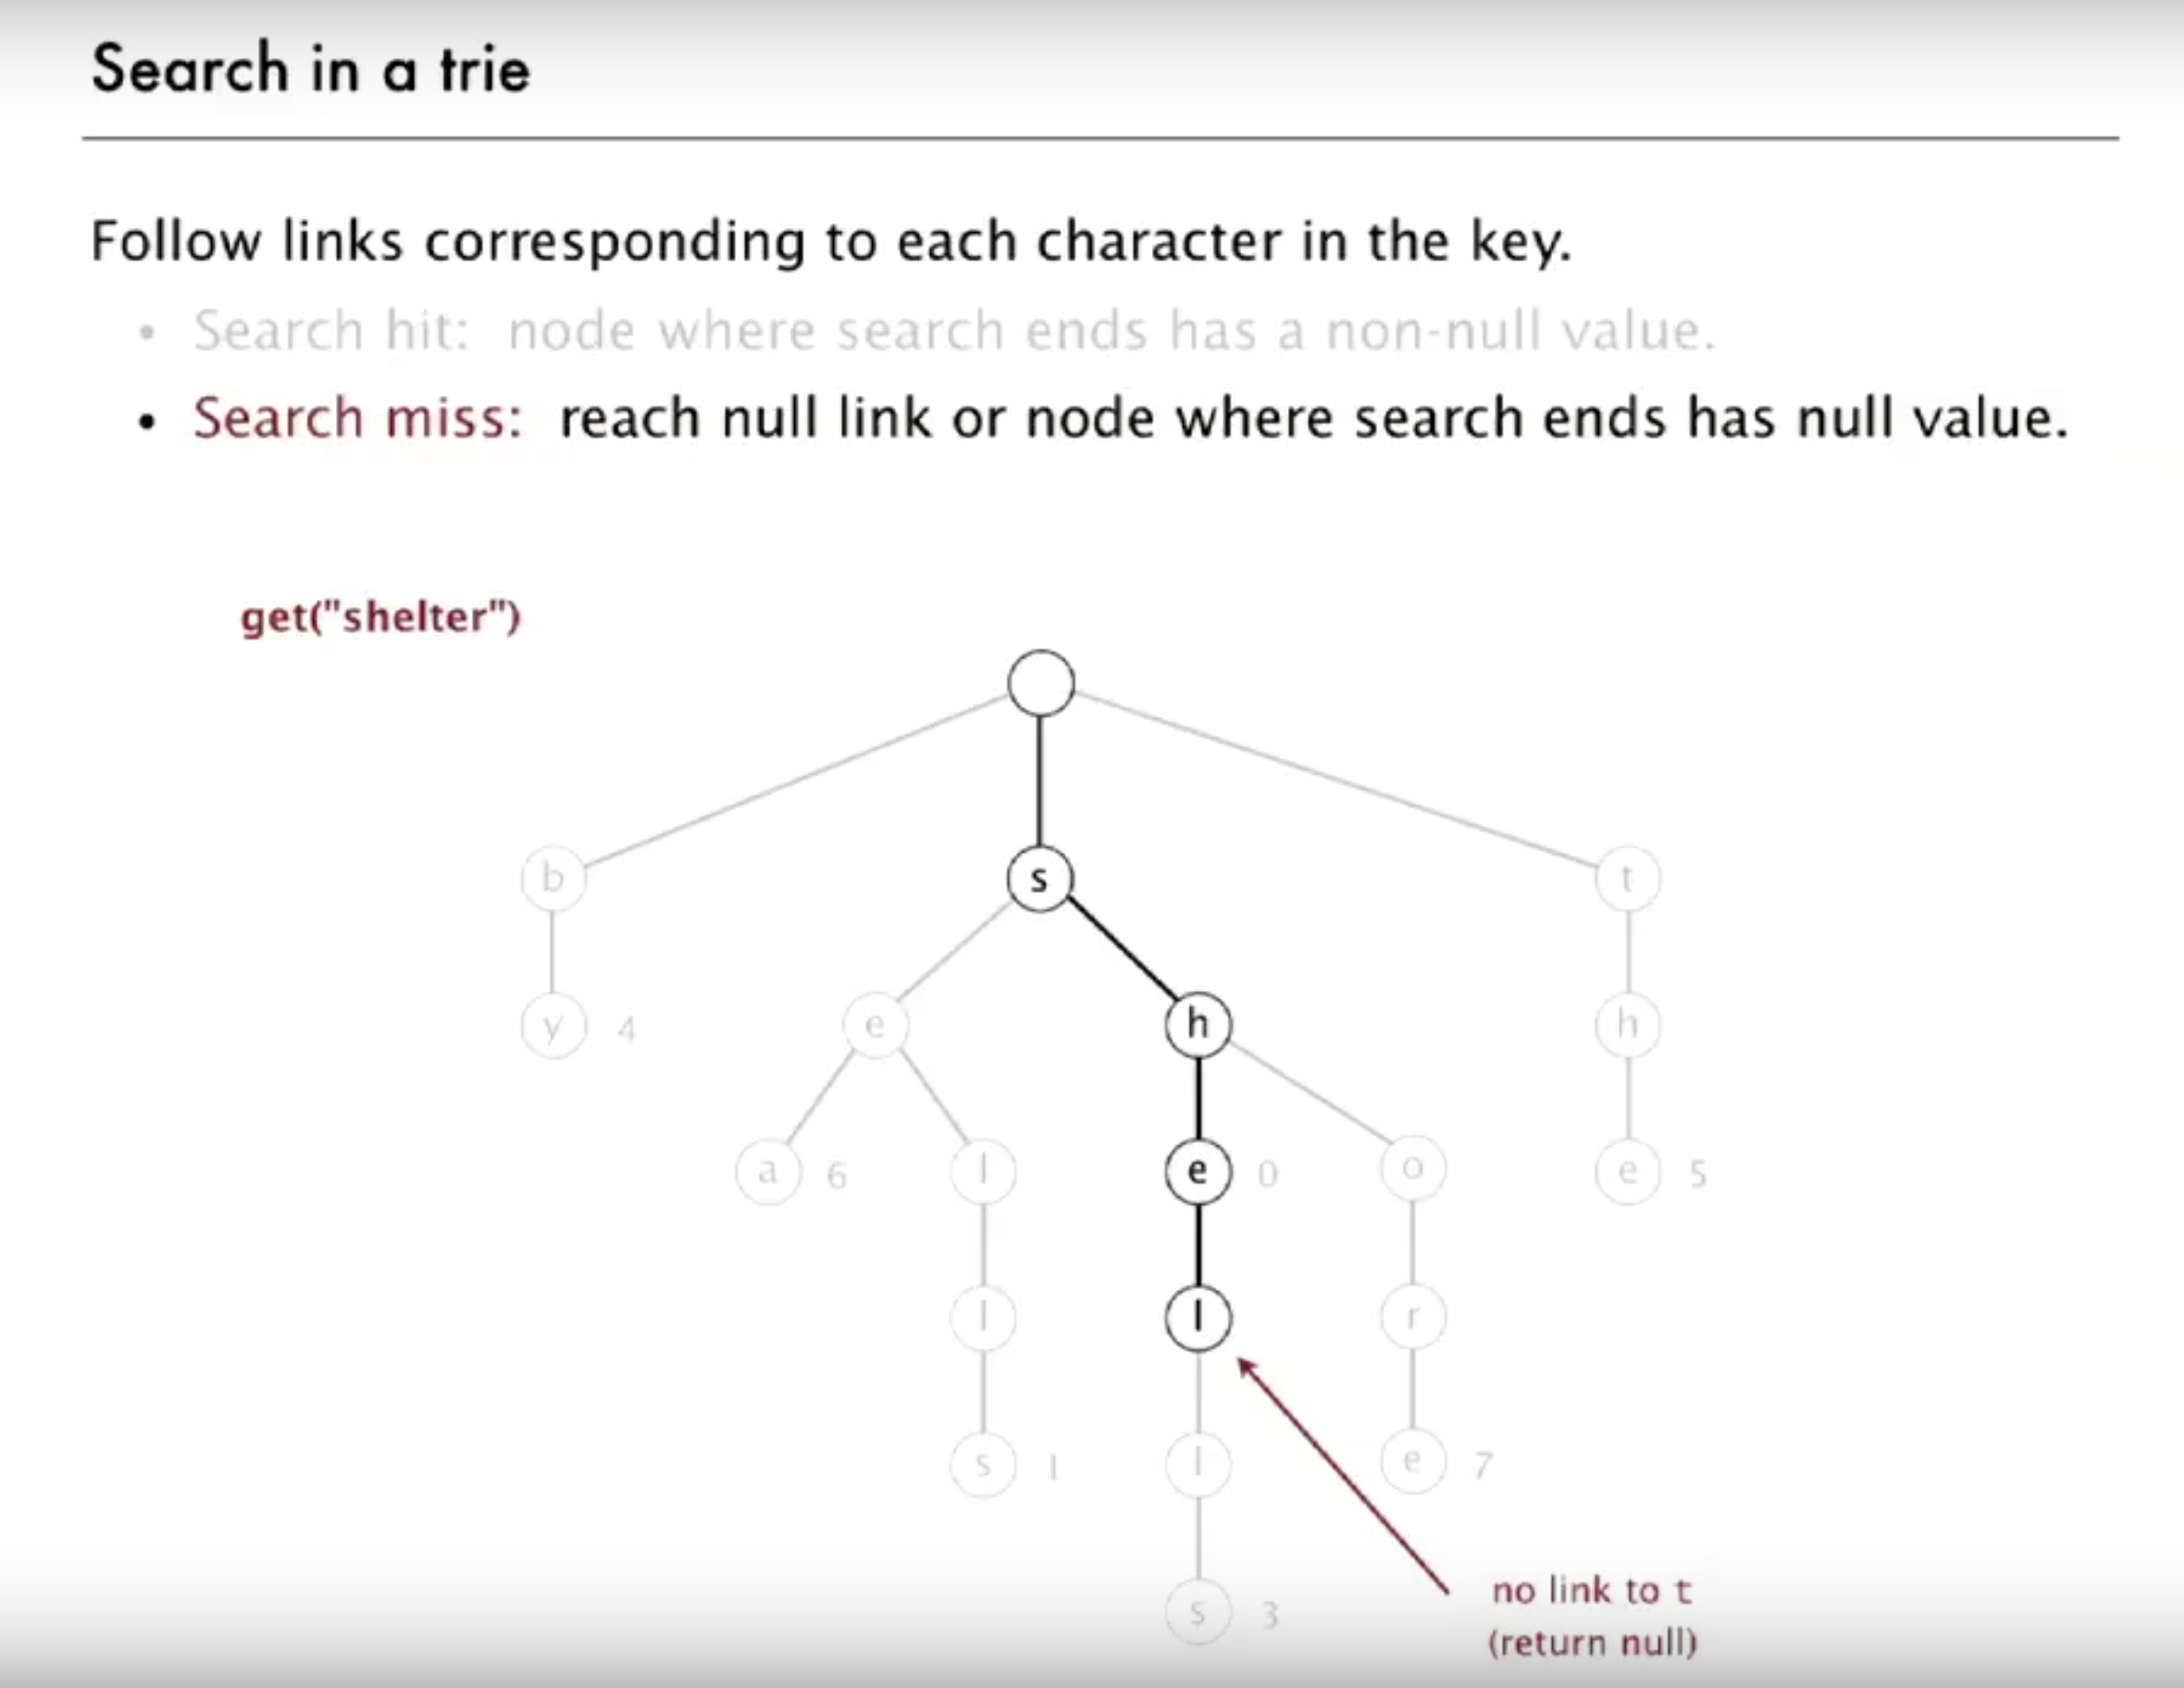 Search in a trie
Follow links corresponding to each character in the key.
• Search hit: node where search ends has a non-null value.
• Search miss: reach null link or node where search ends has null value.
get("shelter")
b s t
y 4 e h h
a 6 l e 0 o e 5
l l r
s 1 l e 7
s 3
no link to t
(return null)